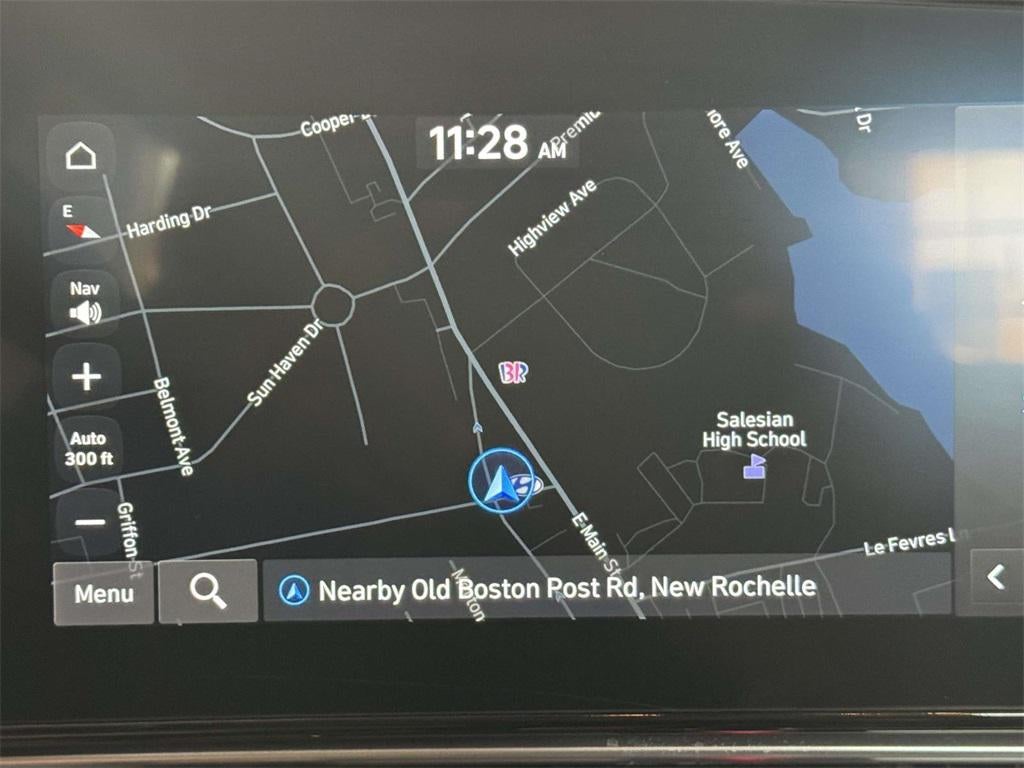 Cooper
11:28 AM
Premic
ore Ave
Dr
E
Harding Dr
Highview Ave
Nav
Sun Haven Dr
BR
Belmont Ave
Auto
300 ft
Salesian
High School
Griffon St
E Main St
Le Fevres L
Menu
Nearby Old Boston Post Rd, New Rochelle